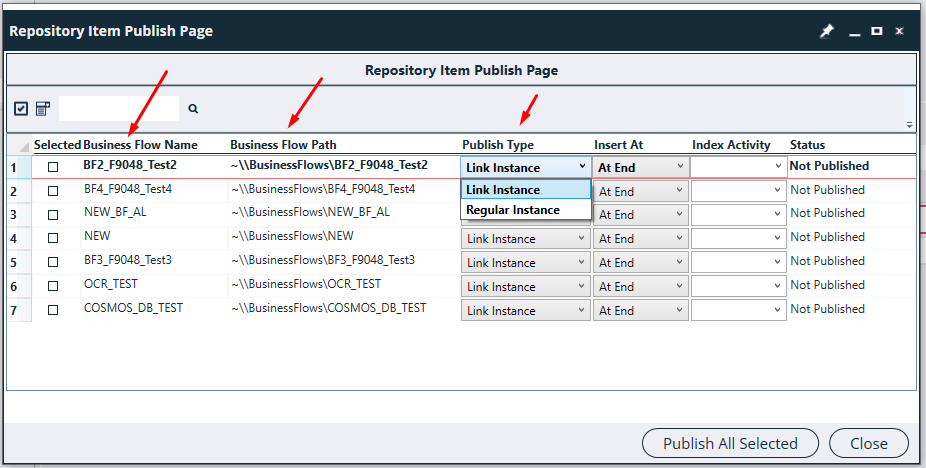 Repository Item Publish Page
Repository Item Publish Page
Selected Business Flow Name Business Flow Path Publish Type Insert At Index Activity Status
1 BF2_F9048_Test2 ~\\BusinessFlows\BF2_F9048_Test2 Link Instance At End Not Published
Link Instance
Regular Instance
2 BF4_F9048_Test4 ~\\BusinessFlows\BF4_F9048_Test4 At End Not Published
3 NEW_BF_AL ~\\BusinessFlows\NEW_BF_AL At End Not Published
4 NEW ~\\BusinessFlows\NEW Link Instance At End Not Published
5 BF3_F9048_Test3 ~\\BusinessFlows\BF3_F9048_Test3 Link Instance At End Not Published
6 OCR_TEST ~\\BusinessFlows\OCR_TEST Link Instance At End Not Published
7 COSMOS_DB_TEST ~\\BusinessFlows\COSMOS_DB_TEST Link Instance At End Not Published
Publish All Selected Close